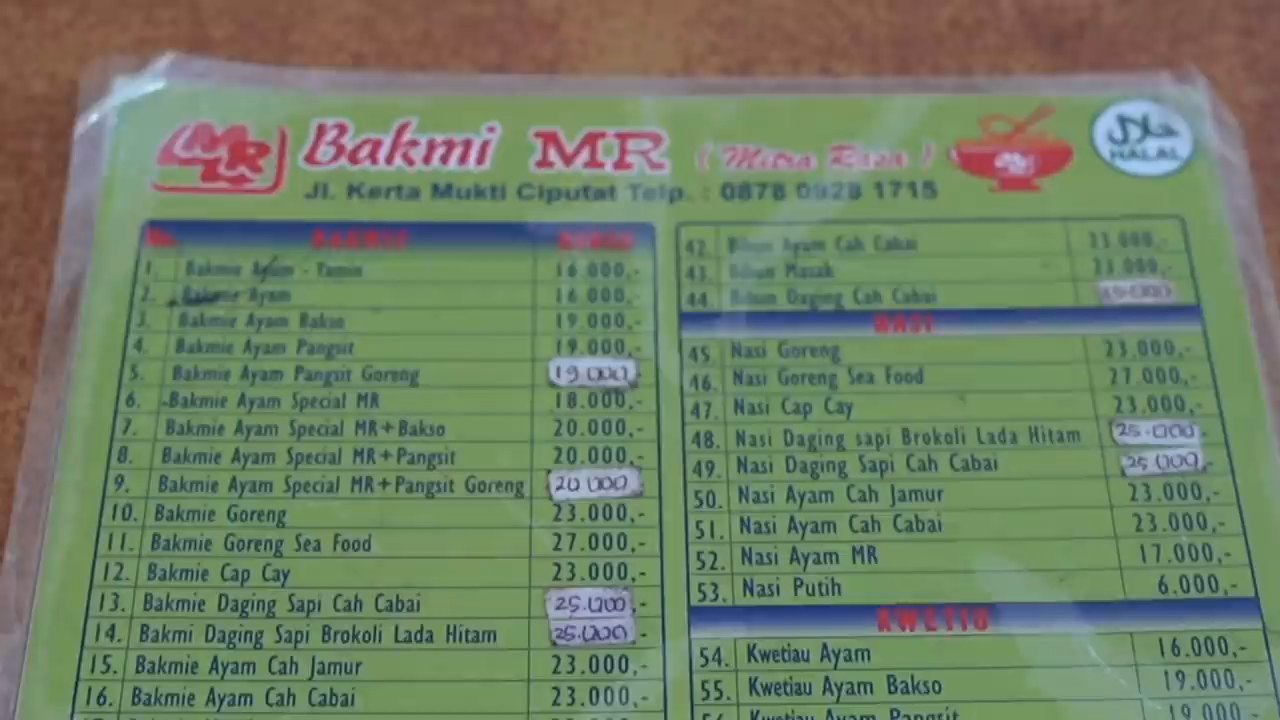 MR Bakmi MR ( Mitra Rasa )
HALAL
Jl. Kerta Mukti Ciputat Telp. : 0878 0928 1715
No. BAKMIE HARGA
1. Bakmie Ayam - Yamin 16.000,-
2. Bakmie Ayam 16.000,-
3. Bakmie Ayam Bakso 19.000,-
4. Bakmie Ayam Pangsit 19.000,-
5. Bakmie Ayam Pangsit Goreng 19.000,-
6. Bakmie Ayam Special MR 18.000,-
7. Bakmie Ayam Special MR+Bakso 20.000,-
8. Bakmie Ayam Special MR+Pangsit 20.000,-
9. Bakmie Ayam Special MR+Pangsit Goreng 20.000,-
10. Bakmie Goreng 23.000,-
11. Bakmie Goreng Sea Food 27.000,-
12. Bakmie Cap Cay 23.000,-
13. Bakmie Daging Sapi Cah Cabai 25.000,-
14. Bakmi Daging Sapi Brokoli Lada Hitam 25.000,-
15. Bakmie Ayam Cah Jamur 23.000,-
16. Bakmie Ayam Cah Cabai 23.000,-
42. Bihun Ayam Cah Cabai 23.000,-
43. Bihun Masak 23.000,-
44. Bihun Daging Cah Cabai
NASI
45. Nasi Goreng 23.000,-
46. Nasi Goreng Sea Food 27.000,-
47. Nasi Cap Cay 23.000,-
48. Nasi Daging sapi Brokoli Lada Hitam 25.000,-
49. Nasi Daging Sapi Cah Cabai 25.000,-
50. Nasi Ayam Cah Jamur 23.000,-
51. Nasi Ayam Cah Cabai 23.000,-
52. Nasi Ayam MR 17.000,-
53. Nasi Putih 6.000,-
KWETIU
54. Kwetiau Ayam 16.000,-
55. Kwetiau Ayam Bakso 19.000,-
Kwetiau Ayam Pangsit 19.000,-